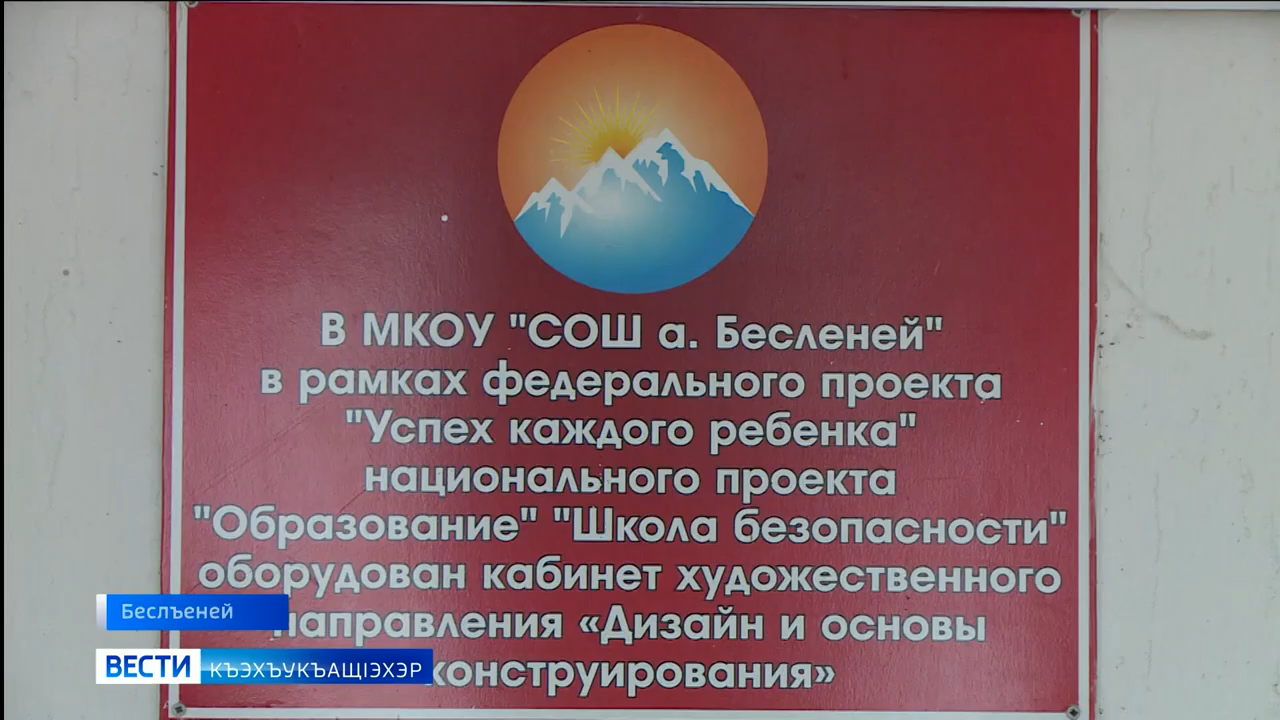 В МКОУ "СОШ а. Бесленей"
в рамках федерального проекта
"Успех каждого ребенка"
национального проекта
"Образование" "Школа безопасности"
оборудован кабинет художественного
направления «Дизайн и основы
конструирования»
Беслъеней
ВЕСТИ КЪЭХЪУКЪАЩІЭХЭР